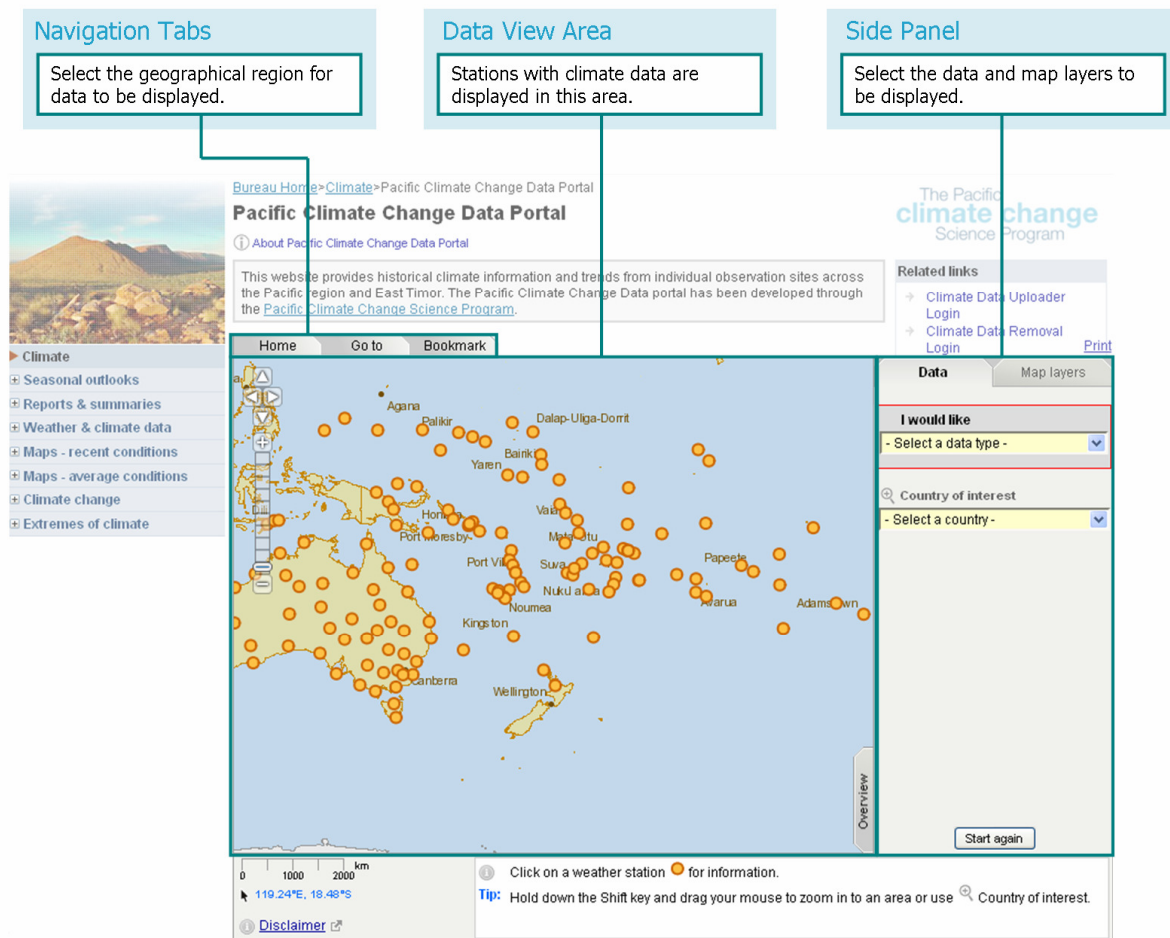 Navigation Tabs
Select the geographical region for
data to be displayed.
Data View Area
Stations with climate data are
displayed in this area.
Side Panel
Select the data and map layers to
be displayed.
Bureau Home>Climate>Pacific Climate Change Data Portal
Pacific Climate Change Data Portal
About Pacific Climate Change Data Portal
The Pacific
climate change
Science Program
This website provides historical climate information and trends from individual observation sites across
the Pacific region and East Timor. The Pacific Climate Change Data portal has been developed through
the Pacific Climate Change Science Program.
Related links
Climate Data Uploader
Login
Climate Data Removal
Login
Print
Climate
Seasonal outlooks
Reports & summaries
Weather & climate data
Maps - recent conditions
Maps - average conditions
Climate change
Extremes of climate
Home
Go to
Bookmark
Data
Map layers
I would like
- Select a data type -
Country of interest
- Select a country -
Start again
Agana
Palikir
Dalap-Uliga-Dorrit
Bairiki
Yaren
Port Moresby
Port Vila
Suva
Papeete
Avarua
Noumea
Kingston
Canberra
Wellington
Overview
0 1000 2000 km
119.24°E, 18.48°S
Disclaimer
Click on a weather station for information.
Tip: Hold down the Shift key and drag your mouse to zoom in to an area or use Country of interest.